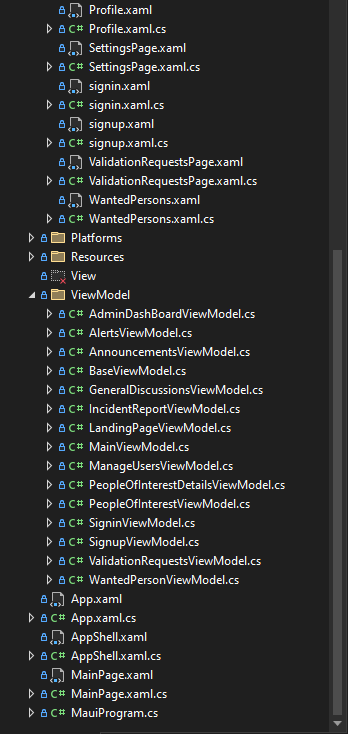 Profile.xaml
C# Profile.xaml.cs
SettingsPage.xaml
C# SettingsPage.xaml.cs
signin.xaml
C# signin.xaml.cs
signup.xaml
C# signup.xaml.cs
ValidationRequestsPage.xaml
C# ValidationRequestsPage.xaml.cs
WantedPersons.xaml
C# WantedPersons.xaml.cs
Platforms
Resources
View
ViewModel
C# AdminDashBoardViewModel.cs
C# AlertsViewModel.cs
C# AnnouncementsViewModel.cs
C# BaseViewModel.cs
C# GeneralDiscussionsViewModel.cs
C# IncidentReportViewModel.cs
C# LandingPageViewModel.cs
C# MainViewModel.cs
C# ManageUsersViewModel.cs
C# PeopleOfInterestDetailsViewModel.cs
C# PeopleOfInterestViewModel.cs
C# SigninViewModel.cs
C# SignupViewModel.cs
C# ValidationRequestsViewModel.cs
C# WantedPersonViewModel.cs
App.xaml
C# App.xaml.cs
AppShell.xaml
C# AppShell.xaml.cs
MainPage.xaml
C# MainPage.xaml.cs
C# MauiProgram.cs